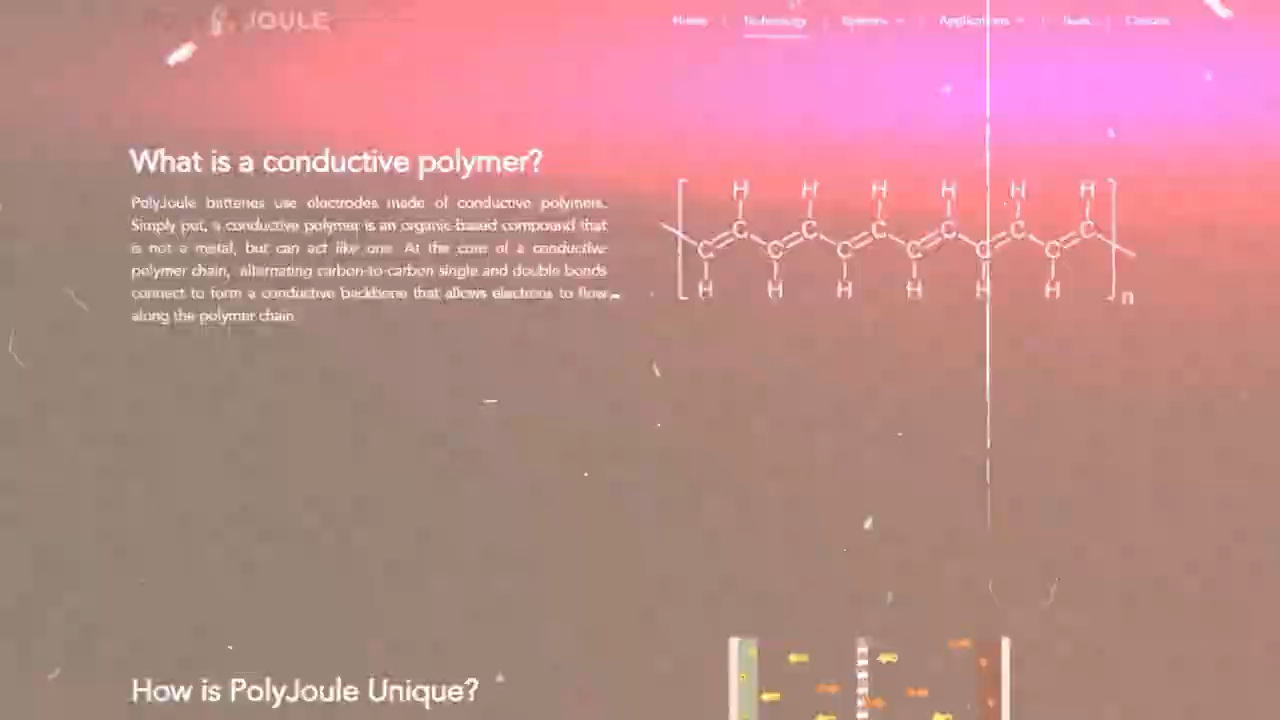 JOULE
Home Technology Systems Applications News Contact
What is a conductive polymer?
PolyJoule batteries use electrodes made of conductive polymers.
Simply put, a conductive polymer is an organic-based compound that
is not a metal, but can act like one. At the core of a conductive
polymer chain, alternating carbon-to-carbon single and double bonds
connect to form a conductive backbone that allows electrons to flow
along the polymer chain.
H H H H H H
C C C C C C
C C C C C C
H H H H H H
n
How is PolyJoule Unique?